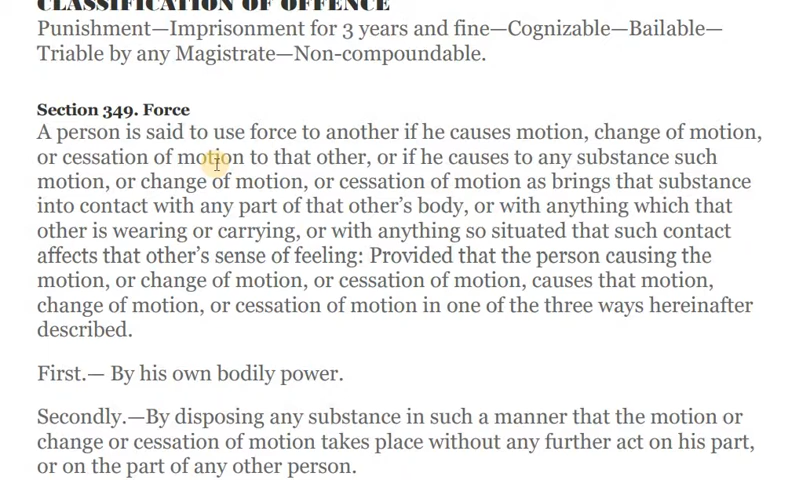 CLASSIFICATION OF OFFENCE
Punishment—Imprisonment for 3 years and fine—Cognizable—Bailable—
Triable by any Magistrate—Non-compoundable.
Section 349. Force
A person is said to use force to another if he causes motion, change of motion,
or cessation of motion to that other, or if he causes to any substance such
motion, or change of motion, or cessation of motion as brings that substance
into contact with any part of that other’s body, or with anything which that
other is wearing or carrying, or with anything so situated that such contact
affects that other’s sense of feeling: Provided that the person causing the
motion, or change of motion, or cessation of motion, causes that motion,
change of motion, or cessation of motion in one of the three ways hereinafter
described.
First.— By his own bodily power.
Secondly.—By disposing any substance in such a manner that the motion or
change or cessation of motion takes place without any further act on his part,
or on the part of any other person.